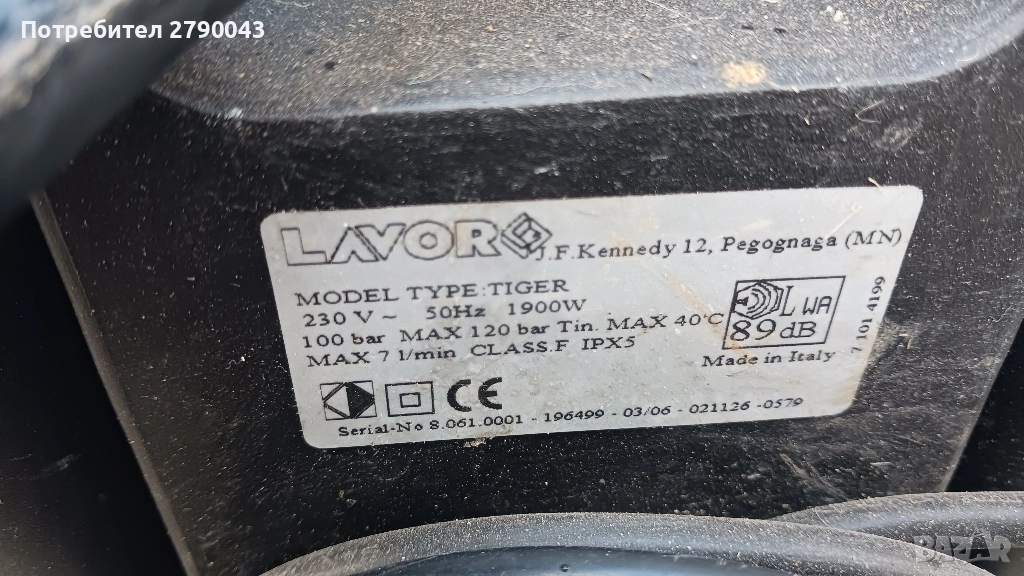 Потребител 2790043
LAVOR J.F.Kennedy 12, Pegognaga (MN)
MODEL TYPE:TIGER
230 V ~ 50Hz 1900W
100 bar MAX 120 bar Tin. MAX 40°C
MAX 7 l/min CLASS.F IPX5
LWA
89dB
Made in Italy
7 101 4199
CE
Serial-No 8.061.0001 - 196499 - 03/06 - 021126 -0579
BAZAR